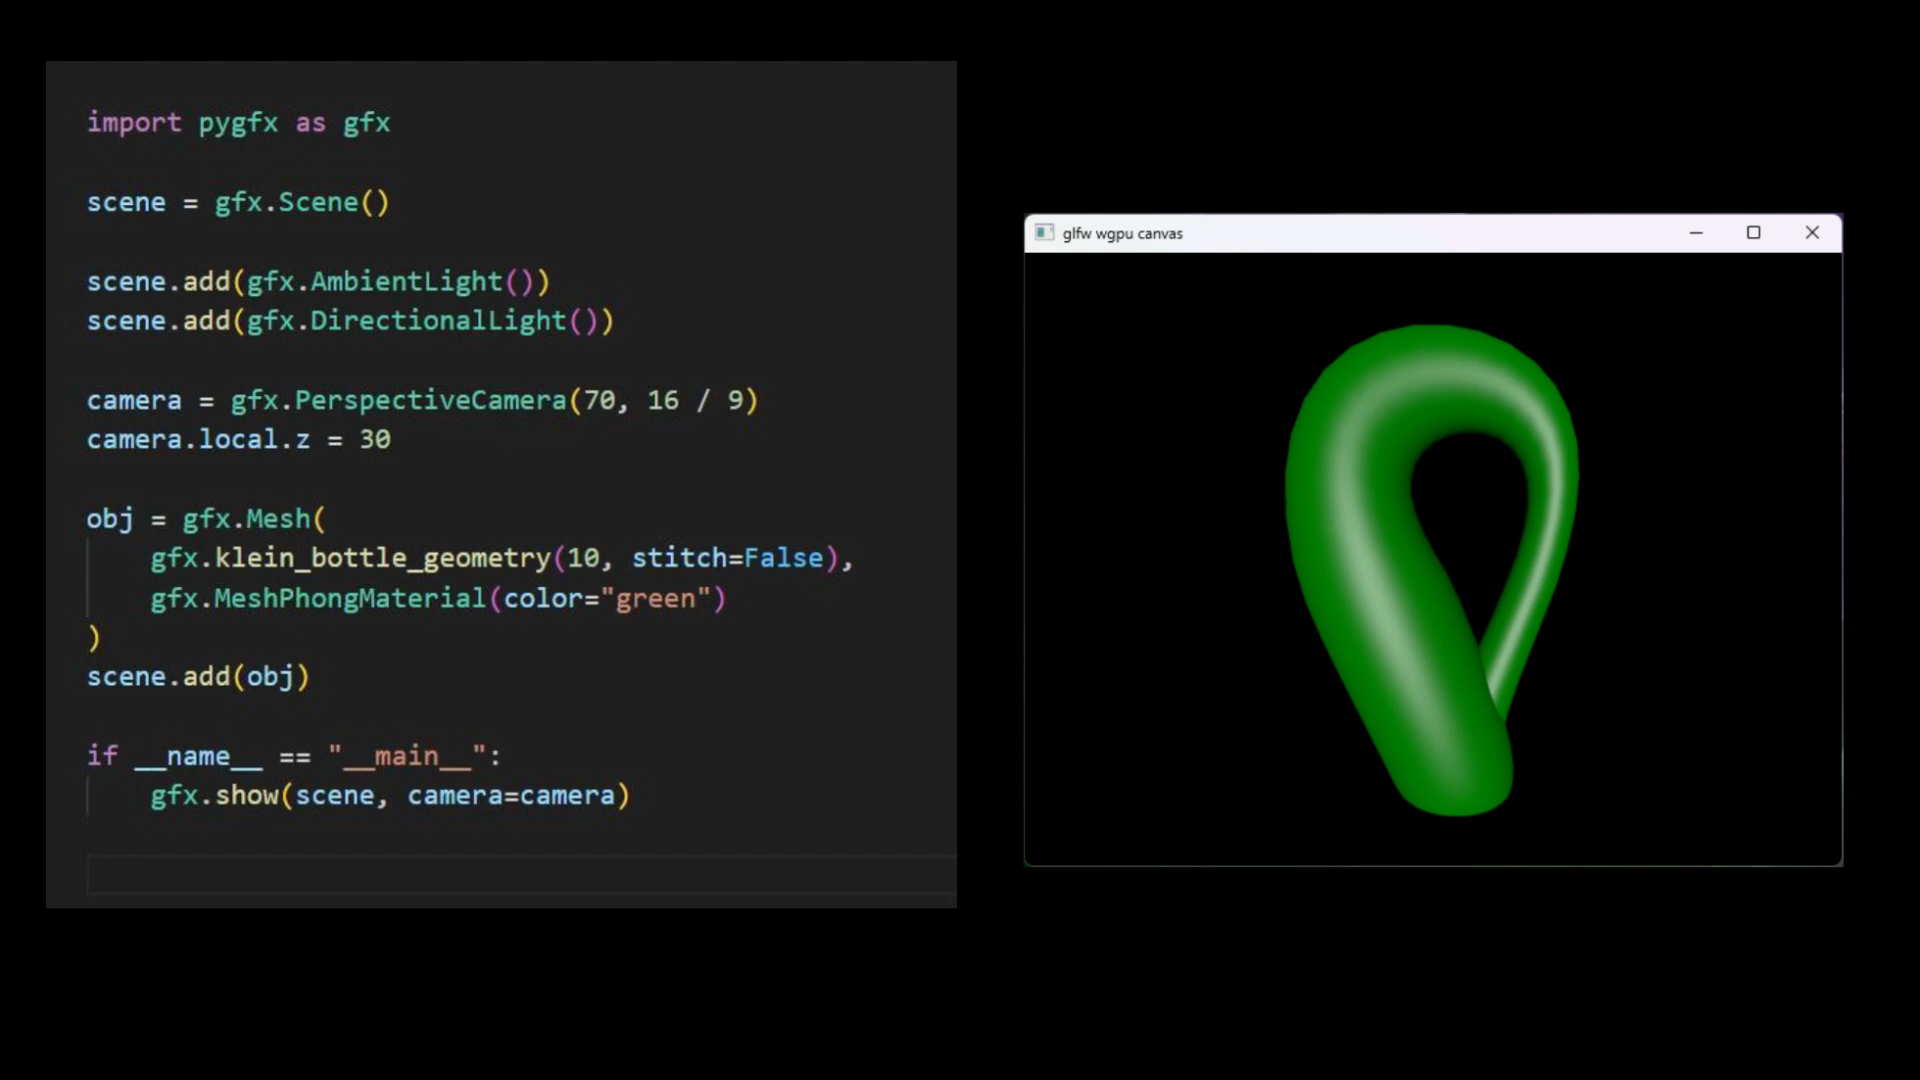 import pygfx as gfx
scene = gfx.Scene()
scene.add(gfx.AmbientLight())
scene.add(gfx.DirectionalLight())
camera = gfx.PerspectiveCamera(70, 16 / 9)
camera.local.z = 30
obj = gfx.Mesh(
    gfx.klein_bottle_geometry(10, stitch=False),
    gfx.MeshPhongMaterial(color="green")
)
scene.add(obj)
if __name__ == "__main__":
    gfx.show(scene, camera=camera)
glfw wgpu canvas